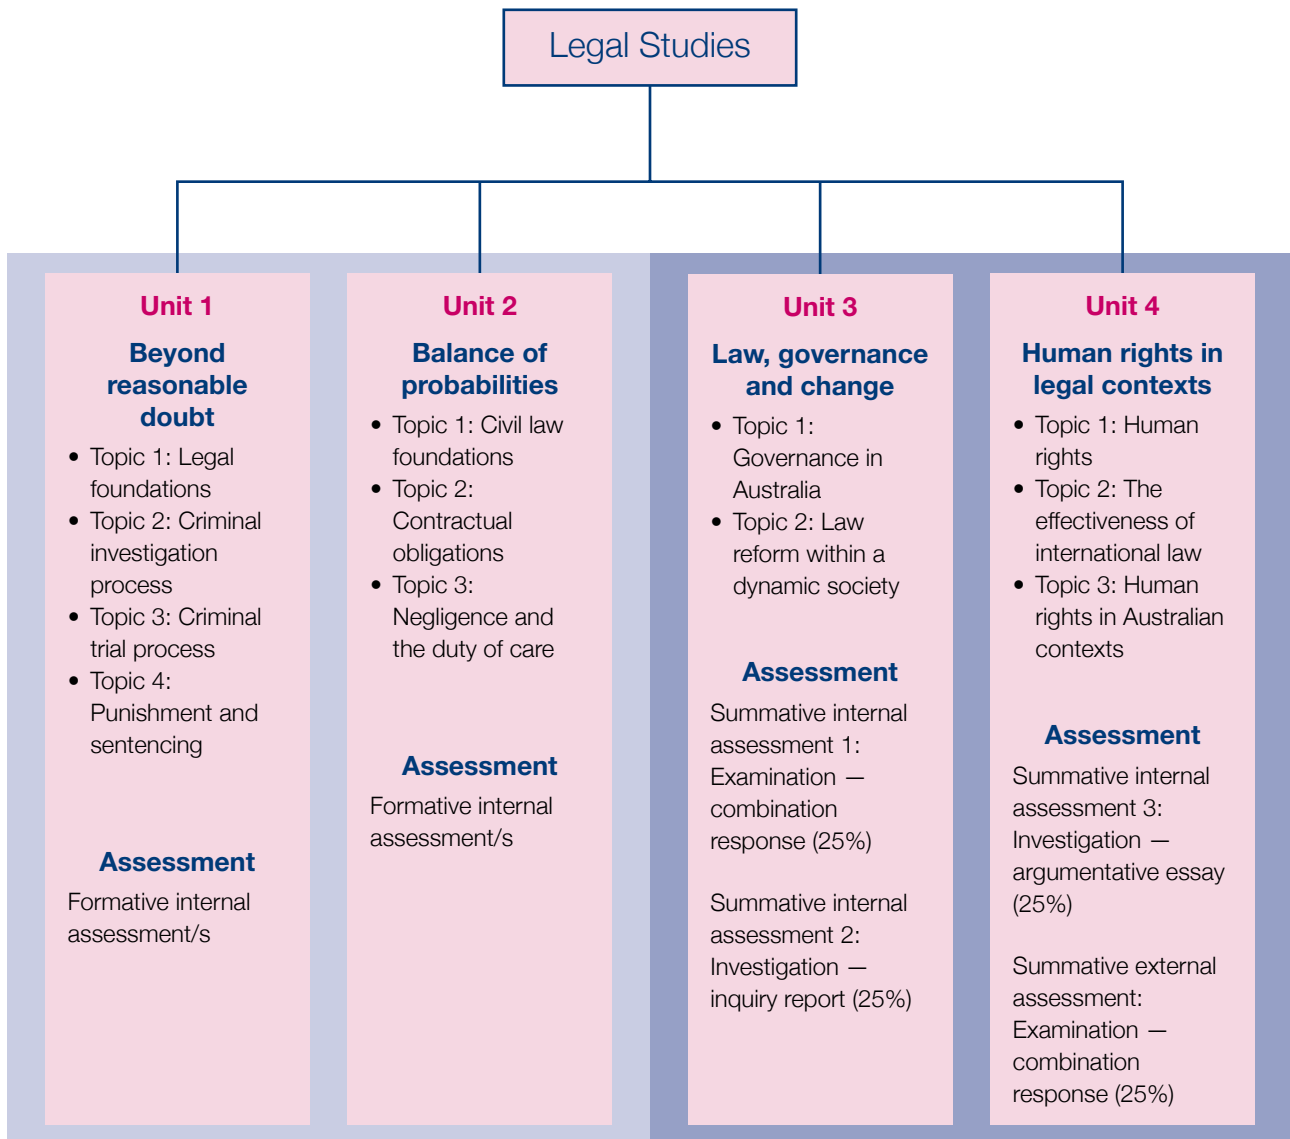 Legal Studies
Unit 1
Beyond
reasonable
doubt
• Topic 1: Legal
foundations
• Topic 2: Criminal
investigation
process
• Topic 3: Criminal
trial process
• Topic 4:
Punishment and
sentencing
Assessment
Formative internal
assessment/s
Unit 2
Balance of
probabilities
• Topic 1: Civil law
foundations
• Topic 2:
Contractual
obligations
• Topic 3:
Negligence and
the duty of care
Assessment
Formative internal
assessment/s
Unit 3
Law, governance
and change
• Topic 1:
Governance in
Australia
• Topic 2: Law
reform within a
dynamic society
Assessment
Summative internal
assessment 1:
Examination —
combination
response (25%)
Summative internal
assessment 2:
Investigation —
inquiry report (25%)
Unit 4
Human rights in
legal contexts
• Topic 1: Human
rights
• Topic 2: The
effectiveness of
international law
• Topic 3: Human
rights in Australian
contexts
Assessment
Summative internal
assessment 3:
Investigation —
argumentative essay
(25%)
Summative external
assessment:
Examination —
combination
response (25%)